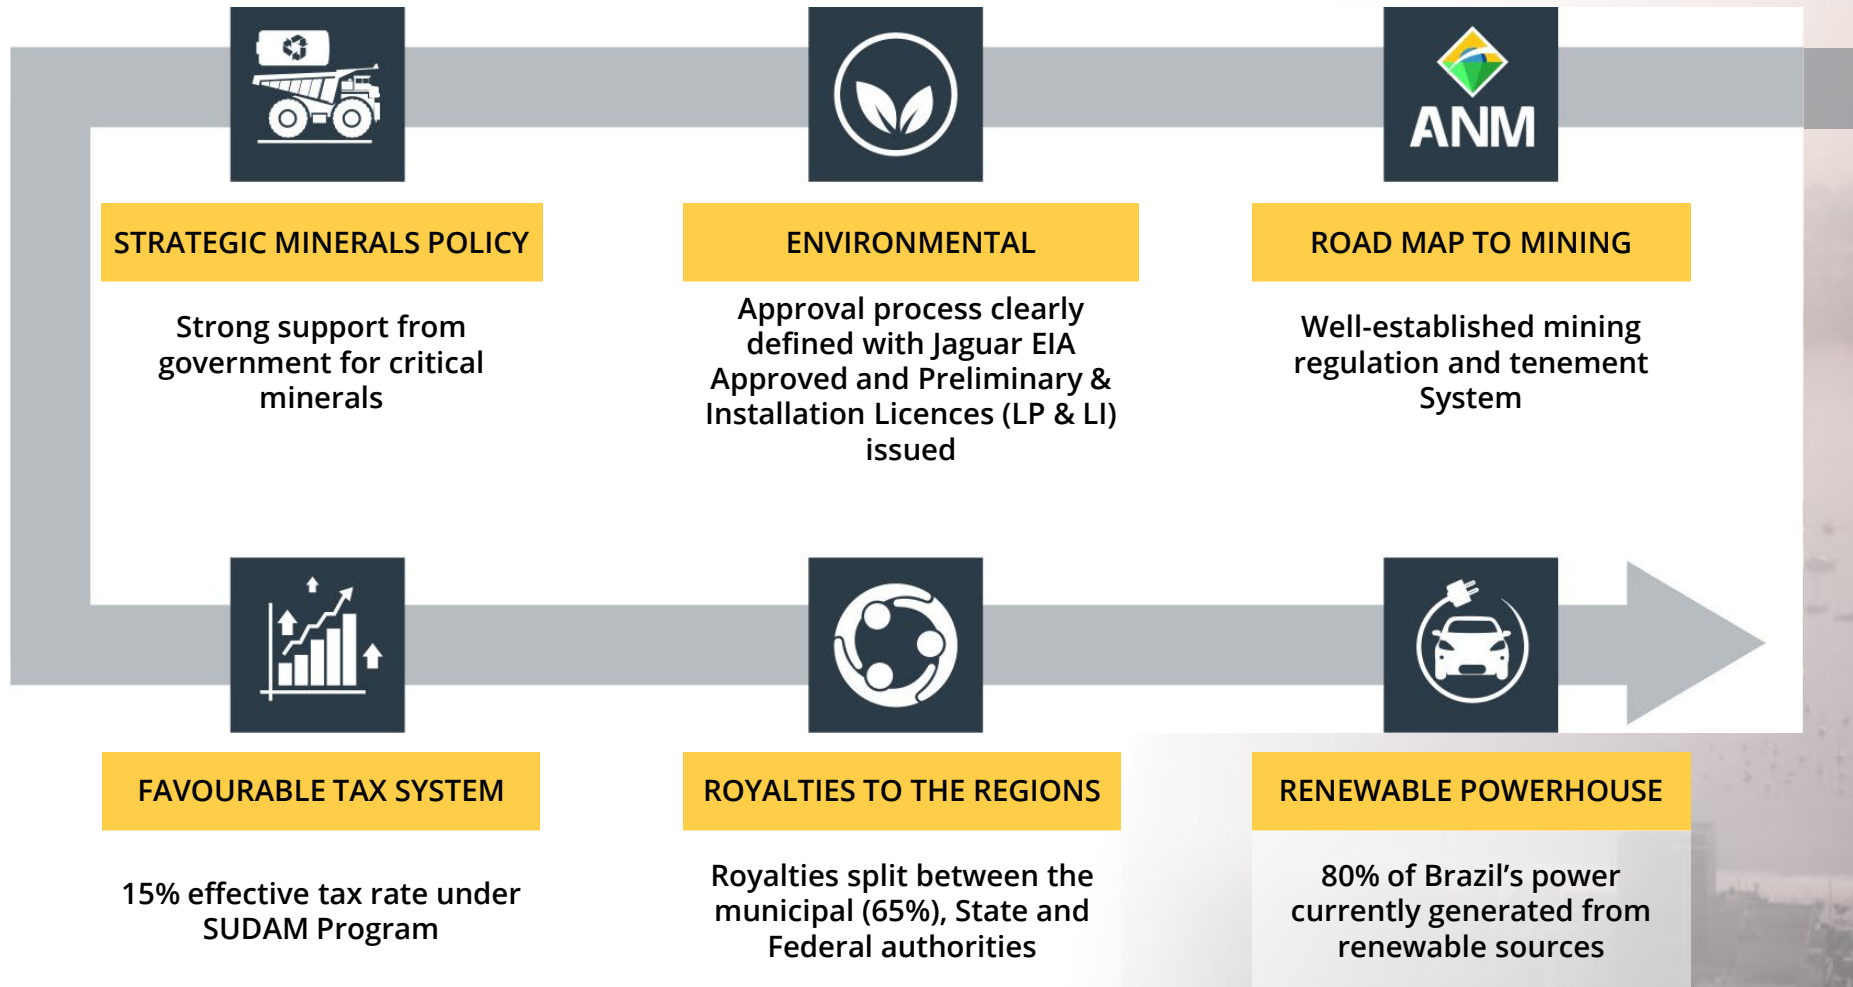 ANM
STRATEGIC MINERALS POLICY
Strong support from
government for critical
minerals
ENVIRONMENTAL
Approval process clearly
defined with Jaguar EIA
Approved and Preliminary &
Installation Licences (LP & LI)
issued
ROAD MAP TO MINING
Well-established mining
regulation and tenement
System
FAVOURABLE TAX SYSTEM
15% effective tax rate under
SUDAM Program
ROYALTIES TO THE REGIONS
Royalties split between the
municipal (65%), State and
Federal authorities
RENEWABLE POWERHOUSE
80% of Brazil’s power
currently generated from
renewable sources